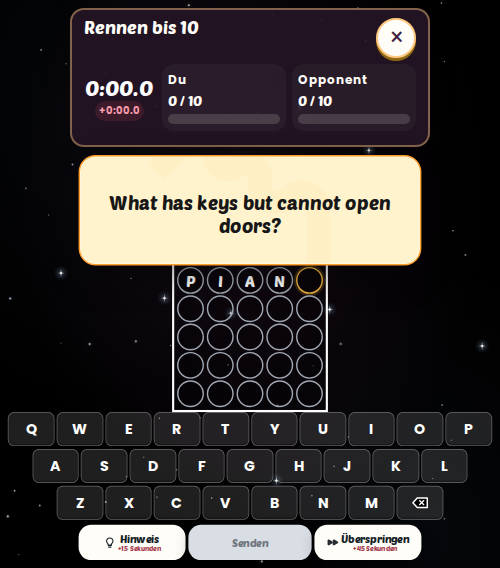 Rennen bis 10
×
0:00.0
+0:00.0
Du
0 / 10
Opponent
0 / 10
What has keys but cannot open
doors?
P I A N
Q W E R T Y U I O P
A S D F G H J K L
Z X C V B N M
Hinweis
+15 Sekunden
Senden
Überspringen
+45 Sekunden